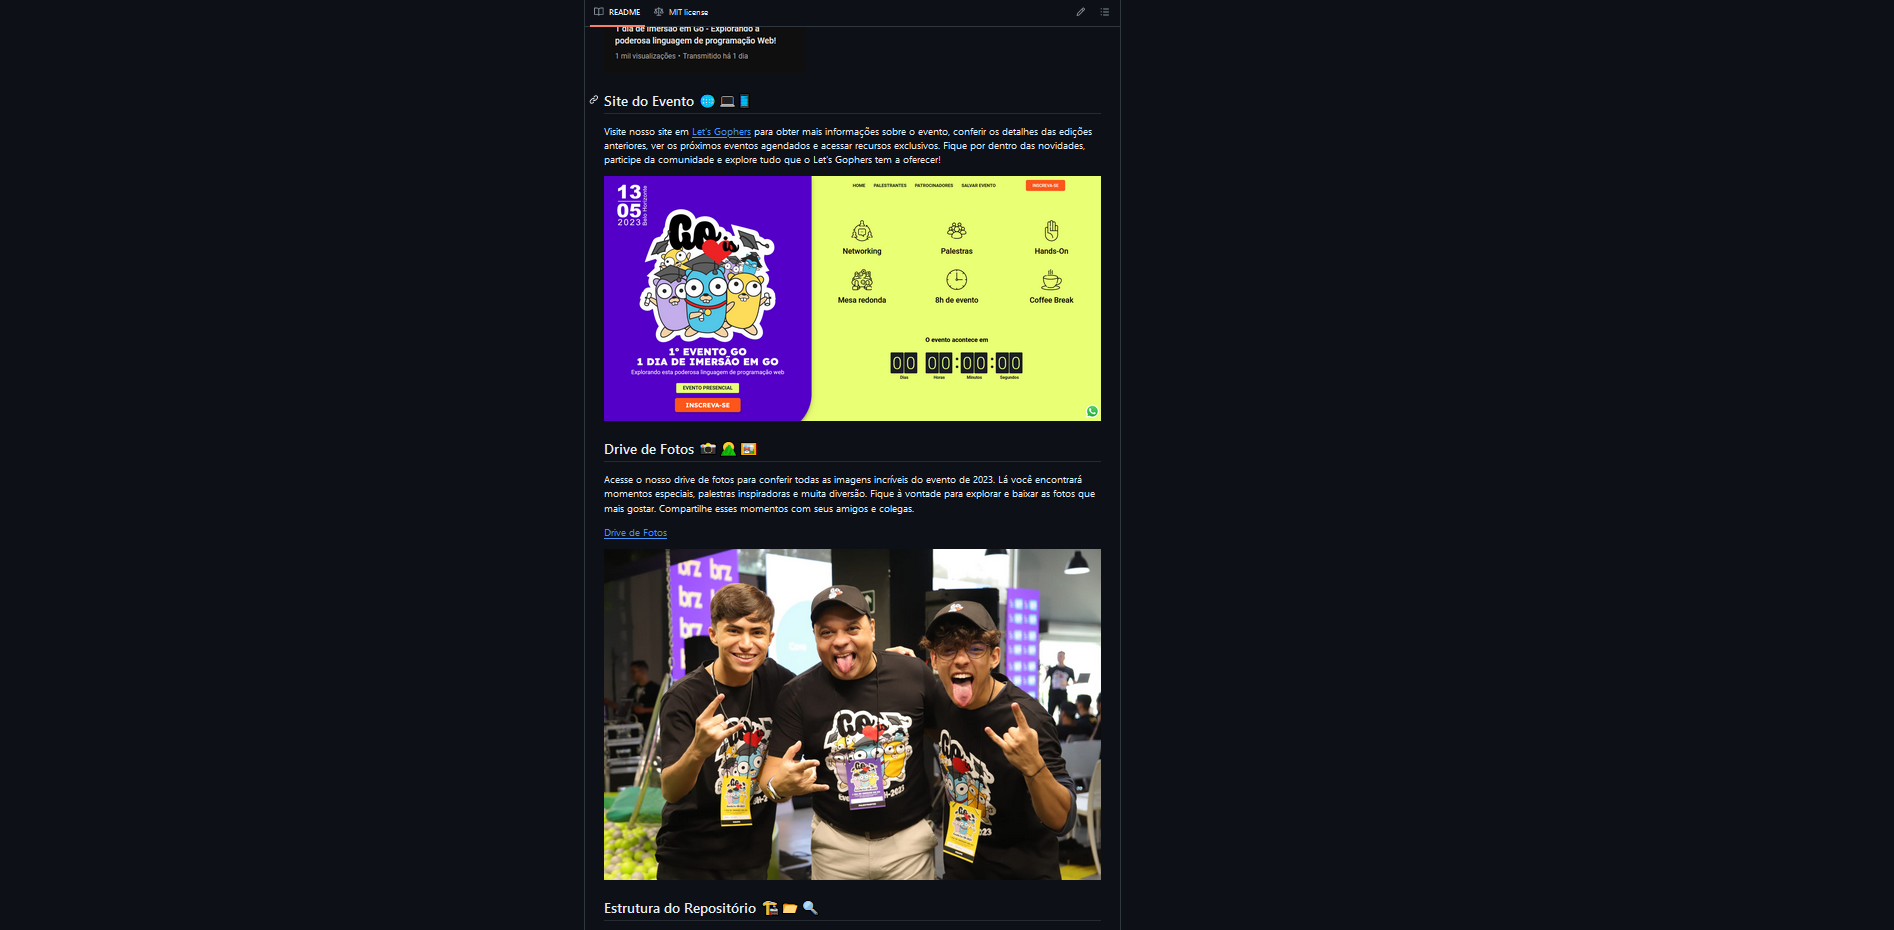 README
MIT license
1 dia de imersão em Go - Explorando a
poderosa linguagem de programação Web!
1 mil visualizações • Transmitido há 1 dia
Site do Evento
Visite nosso site em Let's Gophers para obter mais informações sobre o evento, conferir os detalhes das edições
anteriores, ver os próximos eventos agendados e acessar recursos exclusivos. Fique por dentro das novidades,
participe da comunidade e explore tudo que o Let's Gophers tem a oferecer!
13
05
2023
Belo Horizonte
Go is
1º EVENTO GO
1 DIA DE IMERSÃO EM GO
Explorando esta poderosa linguagem de programação web
EVENTO PRESENCIAL
INSCREVA-SE
HOME PALESTRANTES PATROCINADORES SALVAR EVENTO INSCREVA-SE
Networking Palestras Hands-On
Mesa redonda 8h de evento Coffee Break
O evento acontece em
00 00:00:00
Dias Horas Minutos Segundos
Drive de Fotos
Acesse o nosso drive de fotos para conferir todas as imagens incríveis do evento de 2023. Lá você encontrará
momentos especiais, palestras inspiradoras e muita diversão. Fique à vontade para explorar e baixar as fotos que
mais gostar. Compartilhe esses momentos com seus amigos e colegas.
Drive de Fotos
brz brz
brz
brz
Go is
Estrutura do Repositório